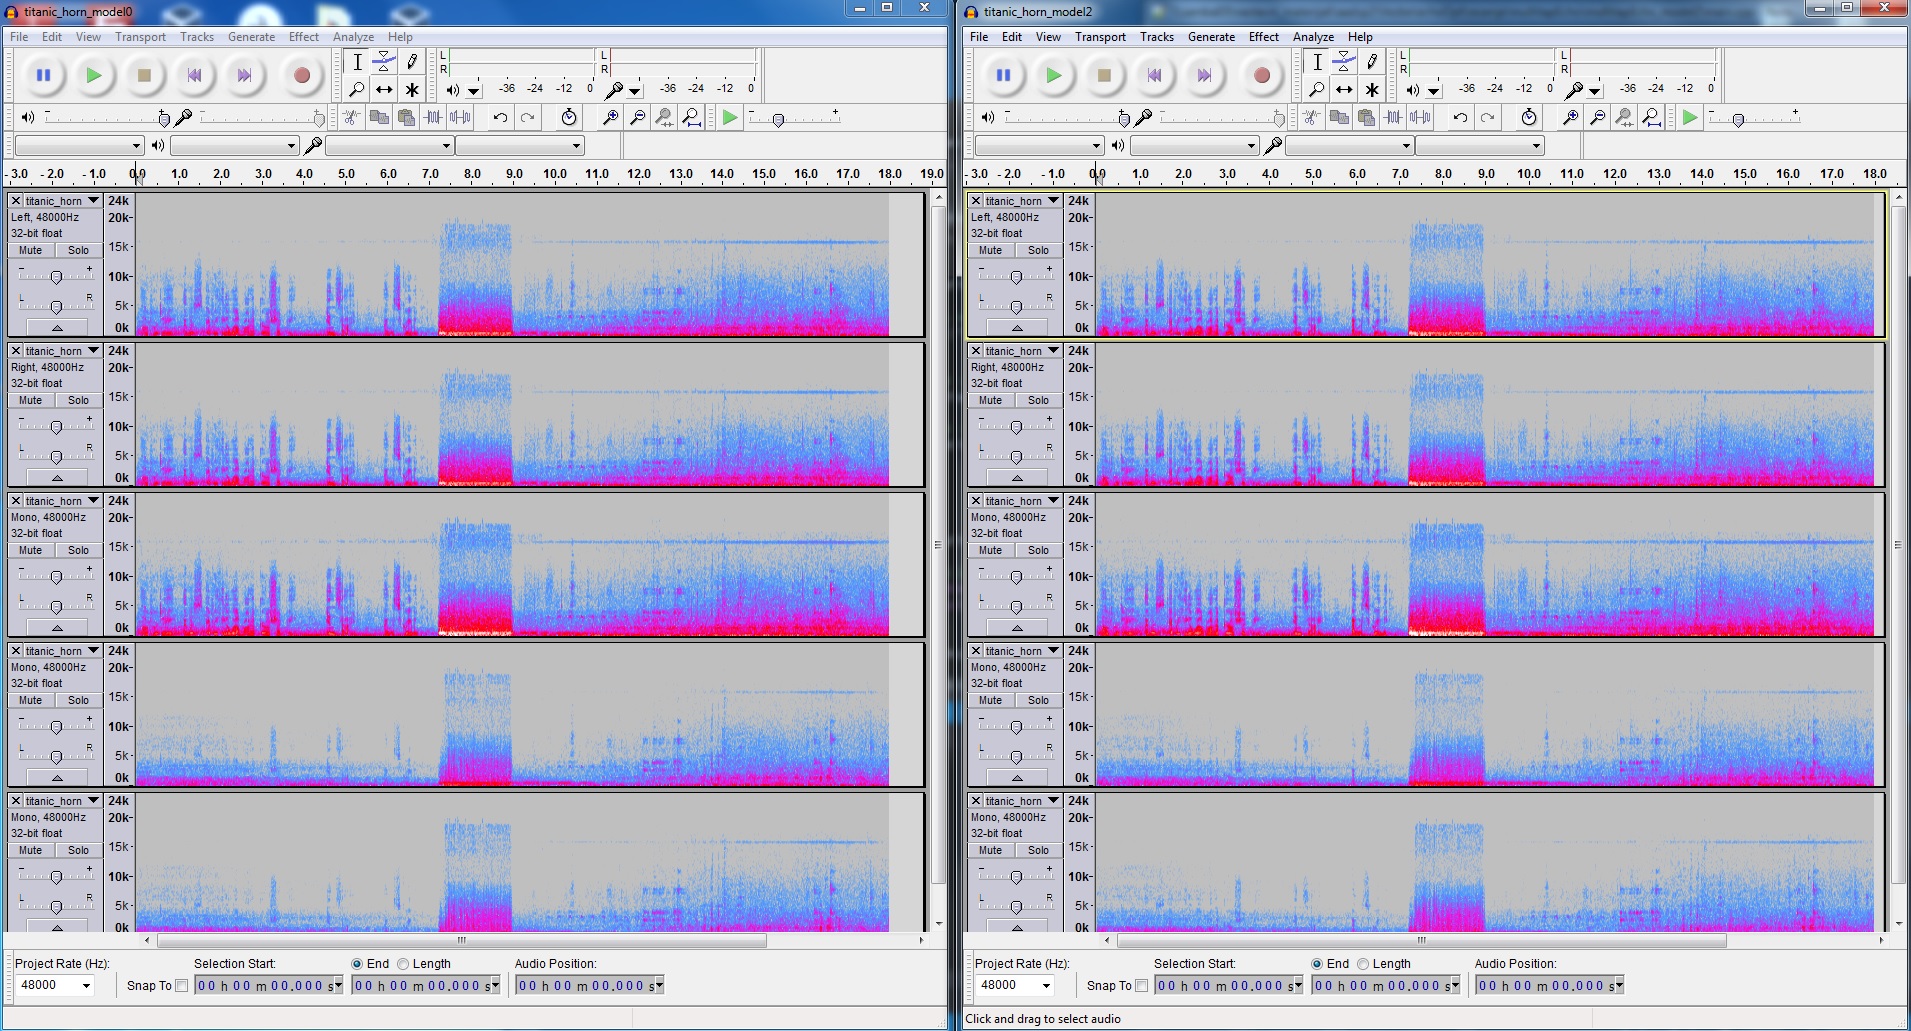 titanic_horn_model0
File Edit View Transport Tracks Generate Effect Analyze Help
L
R
-36 -24 -12 0
L
R
-36 -24 -12 0
- 3.0 - 2.0 - 1.0 0.0 1.0 2.0 3.0 4.0 5.0 6.0 7.0 8.0 9.0 10.0 11.0 12.0 13.0 14.0 15.0 16.0 17.0 18.0 19.0
titanic_horn
Left, 48000Hz
32-bit float
Mute Solo
- +
L R
24k
20k-
15k-
10k-
5k-
0k
titanic_horn
Right, 48000Hz
32-bit float
Mute Solo
- +
L R
24k
20k-
15k-
10k-
5k-
0k
titanic_horn
Mono, 48000Hz
32-bit float
Mute Solo
- +
L R
24k
20k-
15k-
10k-
5k-
0k
titanic_horn
Mono, 48000Hz
32-bit float
Mute Solo
- +
L R
24k
20k-
15k-
10k-
5k-
0k
titanic_horn
Mono, 48000Hz
32-bit float
Mute Solo
- +
L R
24k
20k-
15k-
10k-
5k-
0k
Project Rate (Hz):
48000
Snap To
Selection Start:
End Length
Audio Position:
00 h 00 m 00.000 s
00 h 00 m 00.000 s
00 h 00 m 00.000 s
titanic_horn_model2
File Edit View Transport Tracks Generate Effect Analyze Help
L
R
-36 -24 -12 0
L
R
-36 -24 -12 0
- 3.0 - 2.0 - 1.0 0.0 1.0 2.0 3.0 4.0 5.0 6.0 7.0 8.0 9.0 10.0 11.0 12.0 13.0 14.0 15.0 16.0 17.0 18.0
titanic_horn
Left, 48000Hz
32-bit float
Mute Solo
- +
L R
24k
20k-
15k-
10k-
5k-
0k
titanic_horn
Right, 48000Hz
32-bit float
Mute Solo
- +
L R
24k
20k-
15k-
10k-
5k-
0k
titanic_horn
Mono, 48000Hz
32-bit float
Mute Solo
- +
L R
24k
20k-
15k-
10k-
5k-
0k
titanic_horn
Mono, 48000Hz
32-bit float
Mute Solo
- +
L R
24k
20k-
15k-
10k-
5k-
0k
titanic_horn
Mono, 48000Hz
32-bit float
Mute Solo
- +
L R
24k
20k-
15k-
10k-
5k-
0k
Project Rate (Hz):
48000
Snap To
Selection Start:
End Length
Audio Position:
00 h 00 m 00.000 s
00 h 00 m 00.000 s
00 h 00 m 00.000 s
Click and drag to select audio